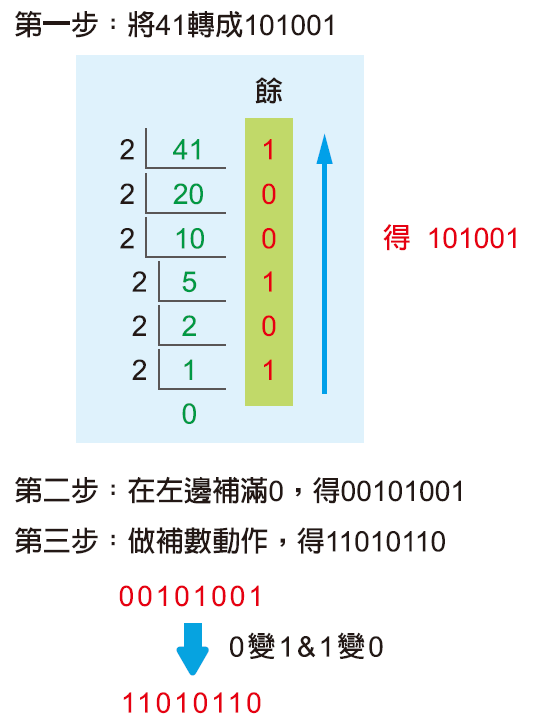 第一步：將41轉成101001
餘
2 41 1
2 20 0
2 10 0
2 5 1
2 2 0
2 1 1
0
得 101001
第二步：在左邊補滿0，得00101001
第三步：做補數動作，得11010110
00101001
0變1&1變0
11010110